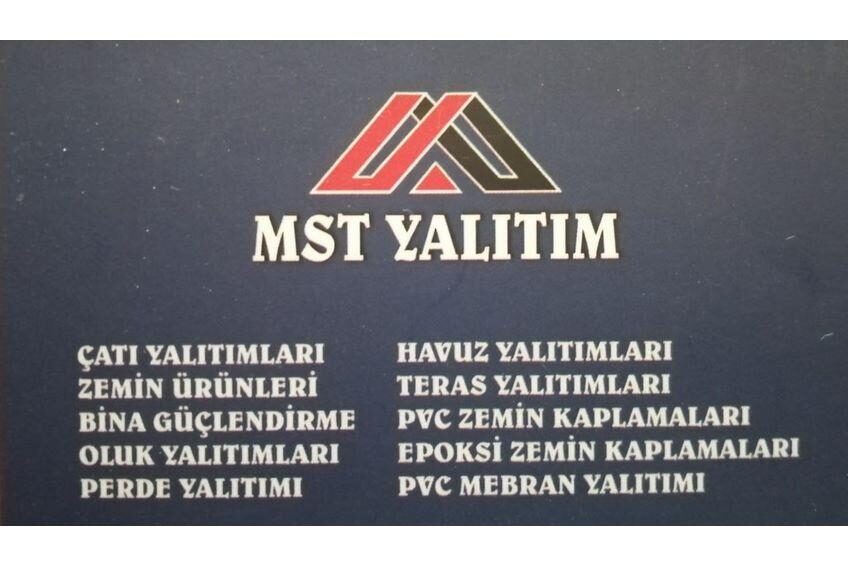 MST YALITIM
ÇATI YALITIMLARI
ZEMİN ÜRÜNLERİ
BİNA GÜÇLENDİRME
OLUK YALITIMLARI
PERDE YALITIMI
HAVUZ YALITIMLARI
TERAS YALITIMLARI
PVC ZEMİN KAPLAMALARI
EPOKSİ ZEMİN KAPLAMALARI
PVC MEBRAN YALITIMI